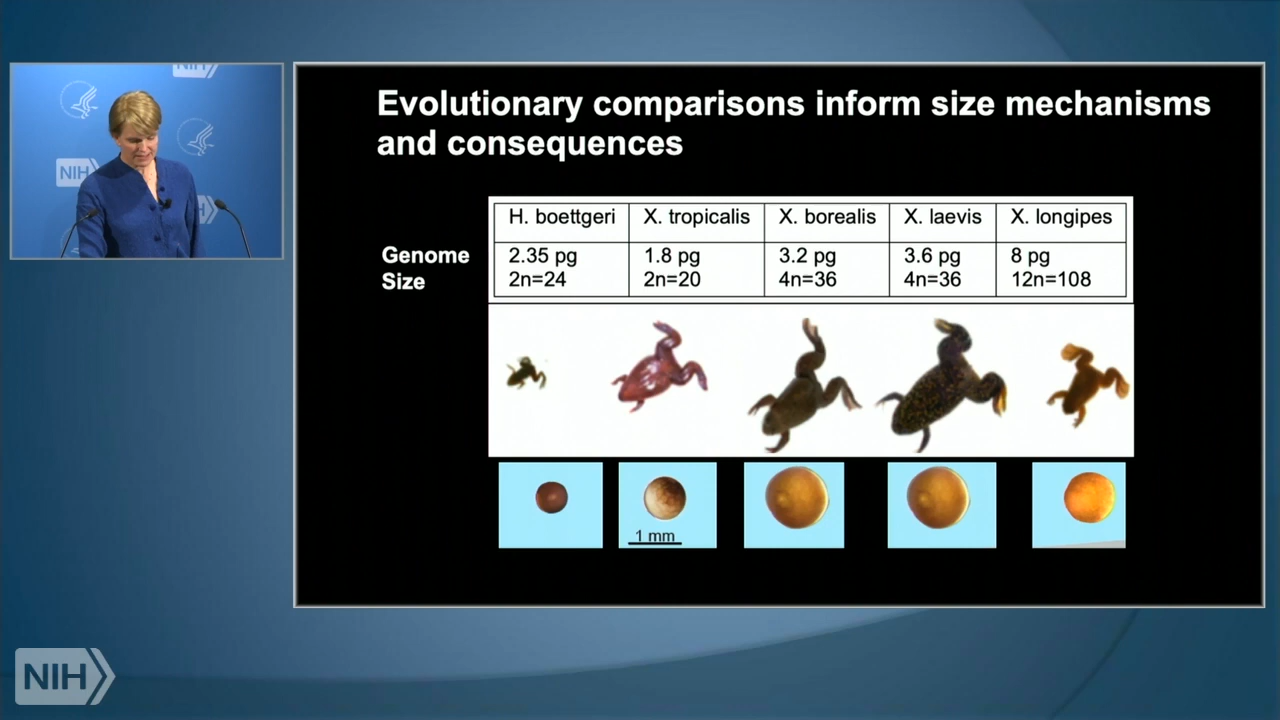 NIH
NIH
Evolutionary comparisons inform size mechanisms
and consequences
H. boettgeri X. tropicalis X. borealis X. laevis X. longipes
Genome 2.35 pg 1.8 pg 3.2 pg 3.6 pg 8 pg
Size 2n=24 2n=20 4n=36 4n=36 12n=108
1 mm
NIH